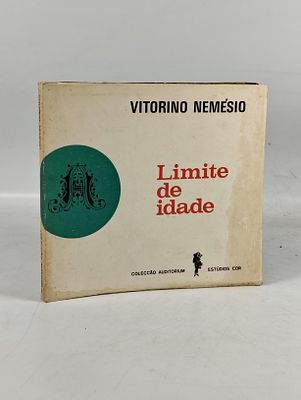 VITORINO NEMÉSIO
A
Limite
de
idade
COLECÇÃO AUDITORIUM ESTÚDIOS COR